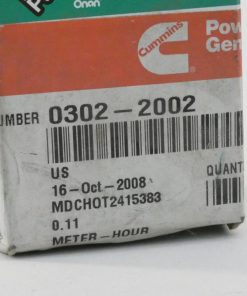 Onan
Cummins
Pow
Gen
UMBER 0302-2002
US
16-Oct-2008
QUANT
MDCHOT2415383
0.11
METER-HOUR